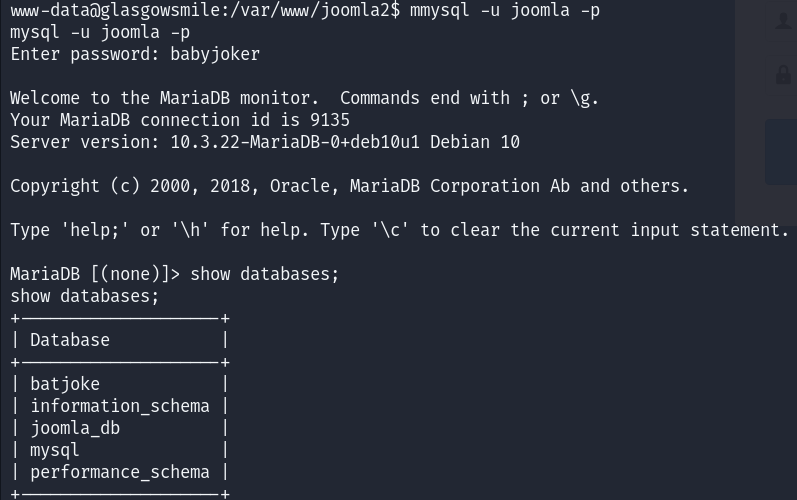 www-data@glasgowsmile:/var/www/joomla2$ mmysql -u joomla -p
mysql -u joomla -p
Enter password: babyjoker
Welcome to the MariaDB monitor.  Commands end with ; or \g.
Your MariaDB connection id is 9135
Server version: 10.3.22-MariaDB-0+deb10u1 Debian 10
Copyright (c) 2000, 2018, Oracle, MariaDB Corporation Ab and others.
Type 'help;' or '\h' for help. Type '\c' to clear the current input statement.
MariaDB [(none)]> show databases;
show databases;
+--------------------+
| Database           |
+--------------------+
| batjoke            |
| information_schema |
| joomla_db          |
| mysql              |
| performance_schema |
+--------------------+